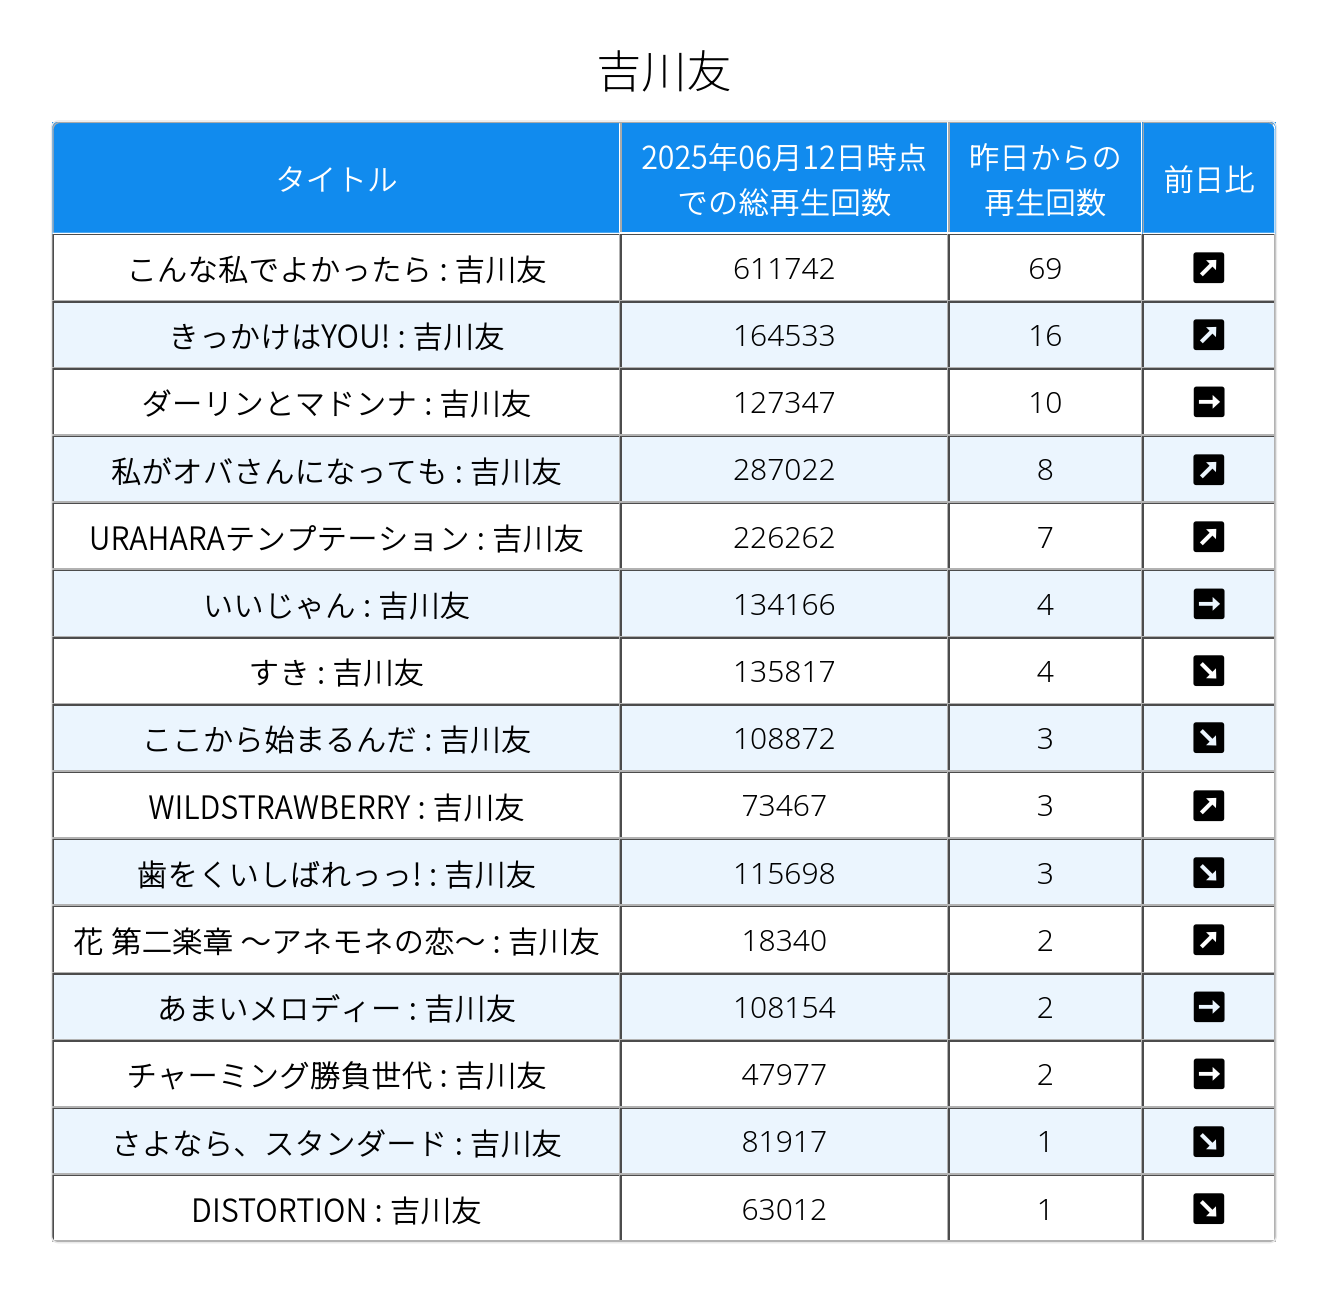 吉川友
タイトル 2025年06月12日時点での総再生回数 昨日からの再生回数 前日比
こんな私でよかったら : 吉川友 611742 69 ↗
きっかけはYOU! : 吉川友 164533 16 ↗
ダーリンとマドンナ : 吉川友 127347 10 →
私がオバさんになっても : 吉川友 287022 8 ↗
URAHARAテンプテーション : 吉川友 226262 7 ↗
いいじゃん : 吉川友 134166 4 →
すき : 吉川友 135817 4 ↘
ここから始まるんだ : 吉川友 108872 3 ↘
WILDSTRAWBERRY : 吉川友 73467 3 ↗
歯をくいしばれっっ! : 吉川友 115698 3 ↘
花 第二楽章 〜アネモネの恋〜 : 吉川友 18340 2 ↗
あまいメロディー : 吉川友 108154 2 →
チャーミング勝負世代 : 吉川友 47977 2 →
さよなら、スタンダード : 吉川友 81917 1 ↘
DISTORTION : 吉川友 63012 1 ↘